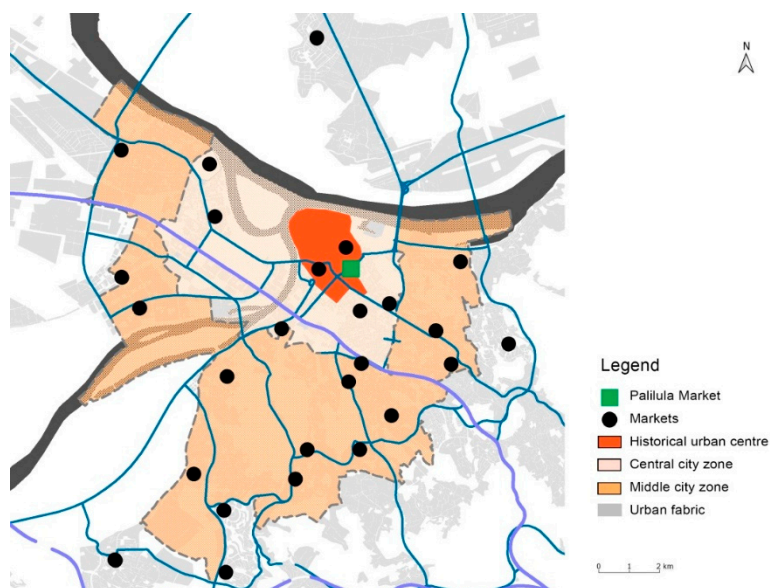 N
Legend
Palilula Market
Markets
Historical urban centre
Central city zone
Middle city zone
Urban fabric
0 1 2 km